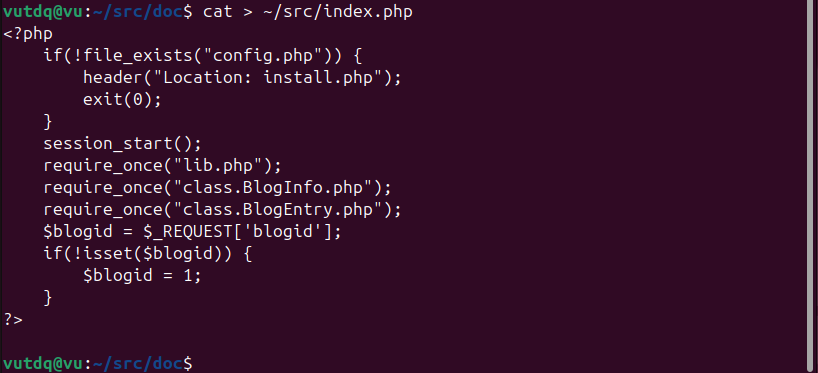 vutdq@vu:~/src/doc$ cat > ~/src/index.php
<?php
    if(!file_exists("config.php")) {
        header("Location: install.php");
        exit(0);
    }
    session_start();
    require_once("lib.php");
    require_once("class.BlogInfo.php");
    require_once("class.BlogEntry.php");
    $blogid = $_REQUEST['blogid'];
    if(!isset($blogid)) {
        $blogid = 1;
    }
?>

vutdq@vu:~/src/doc$